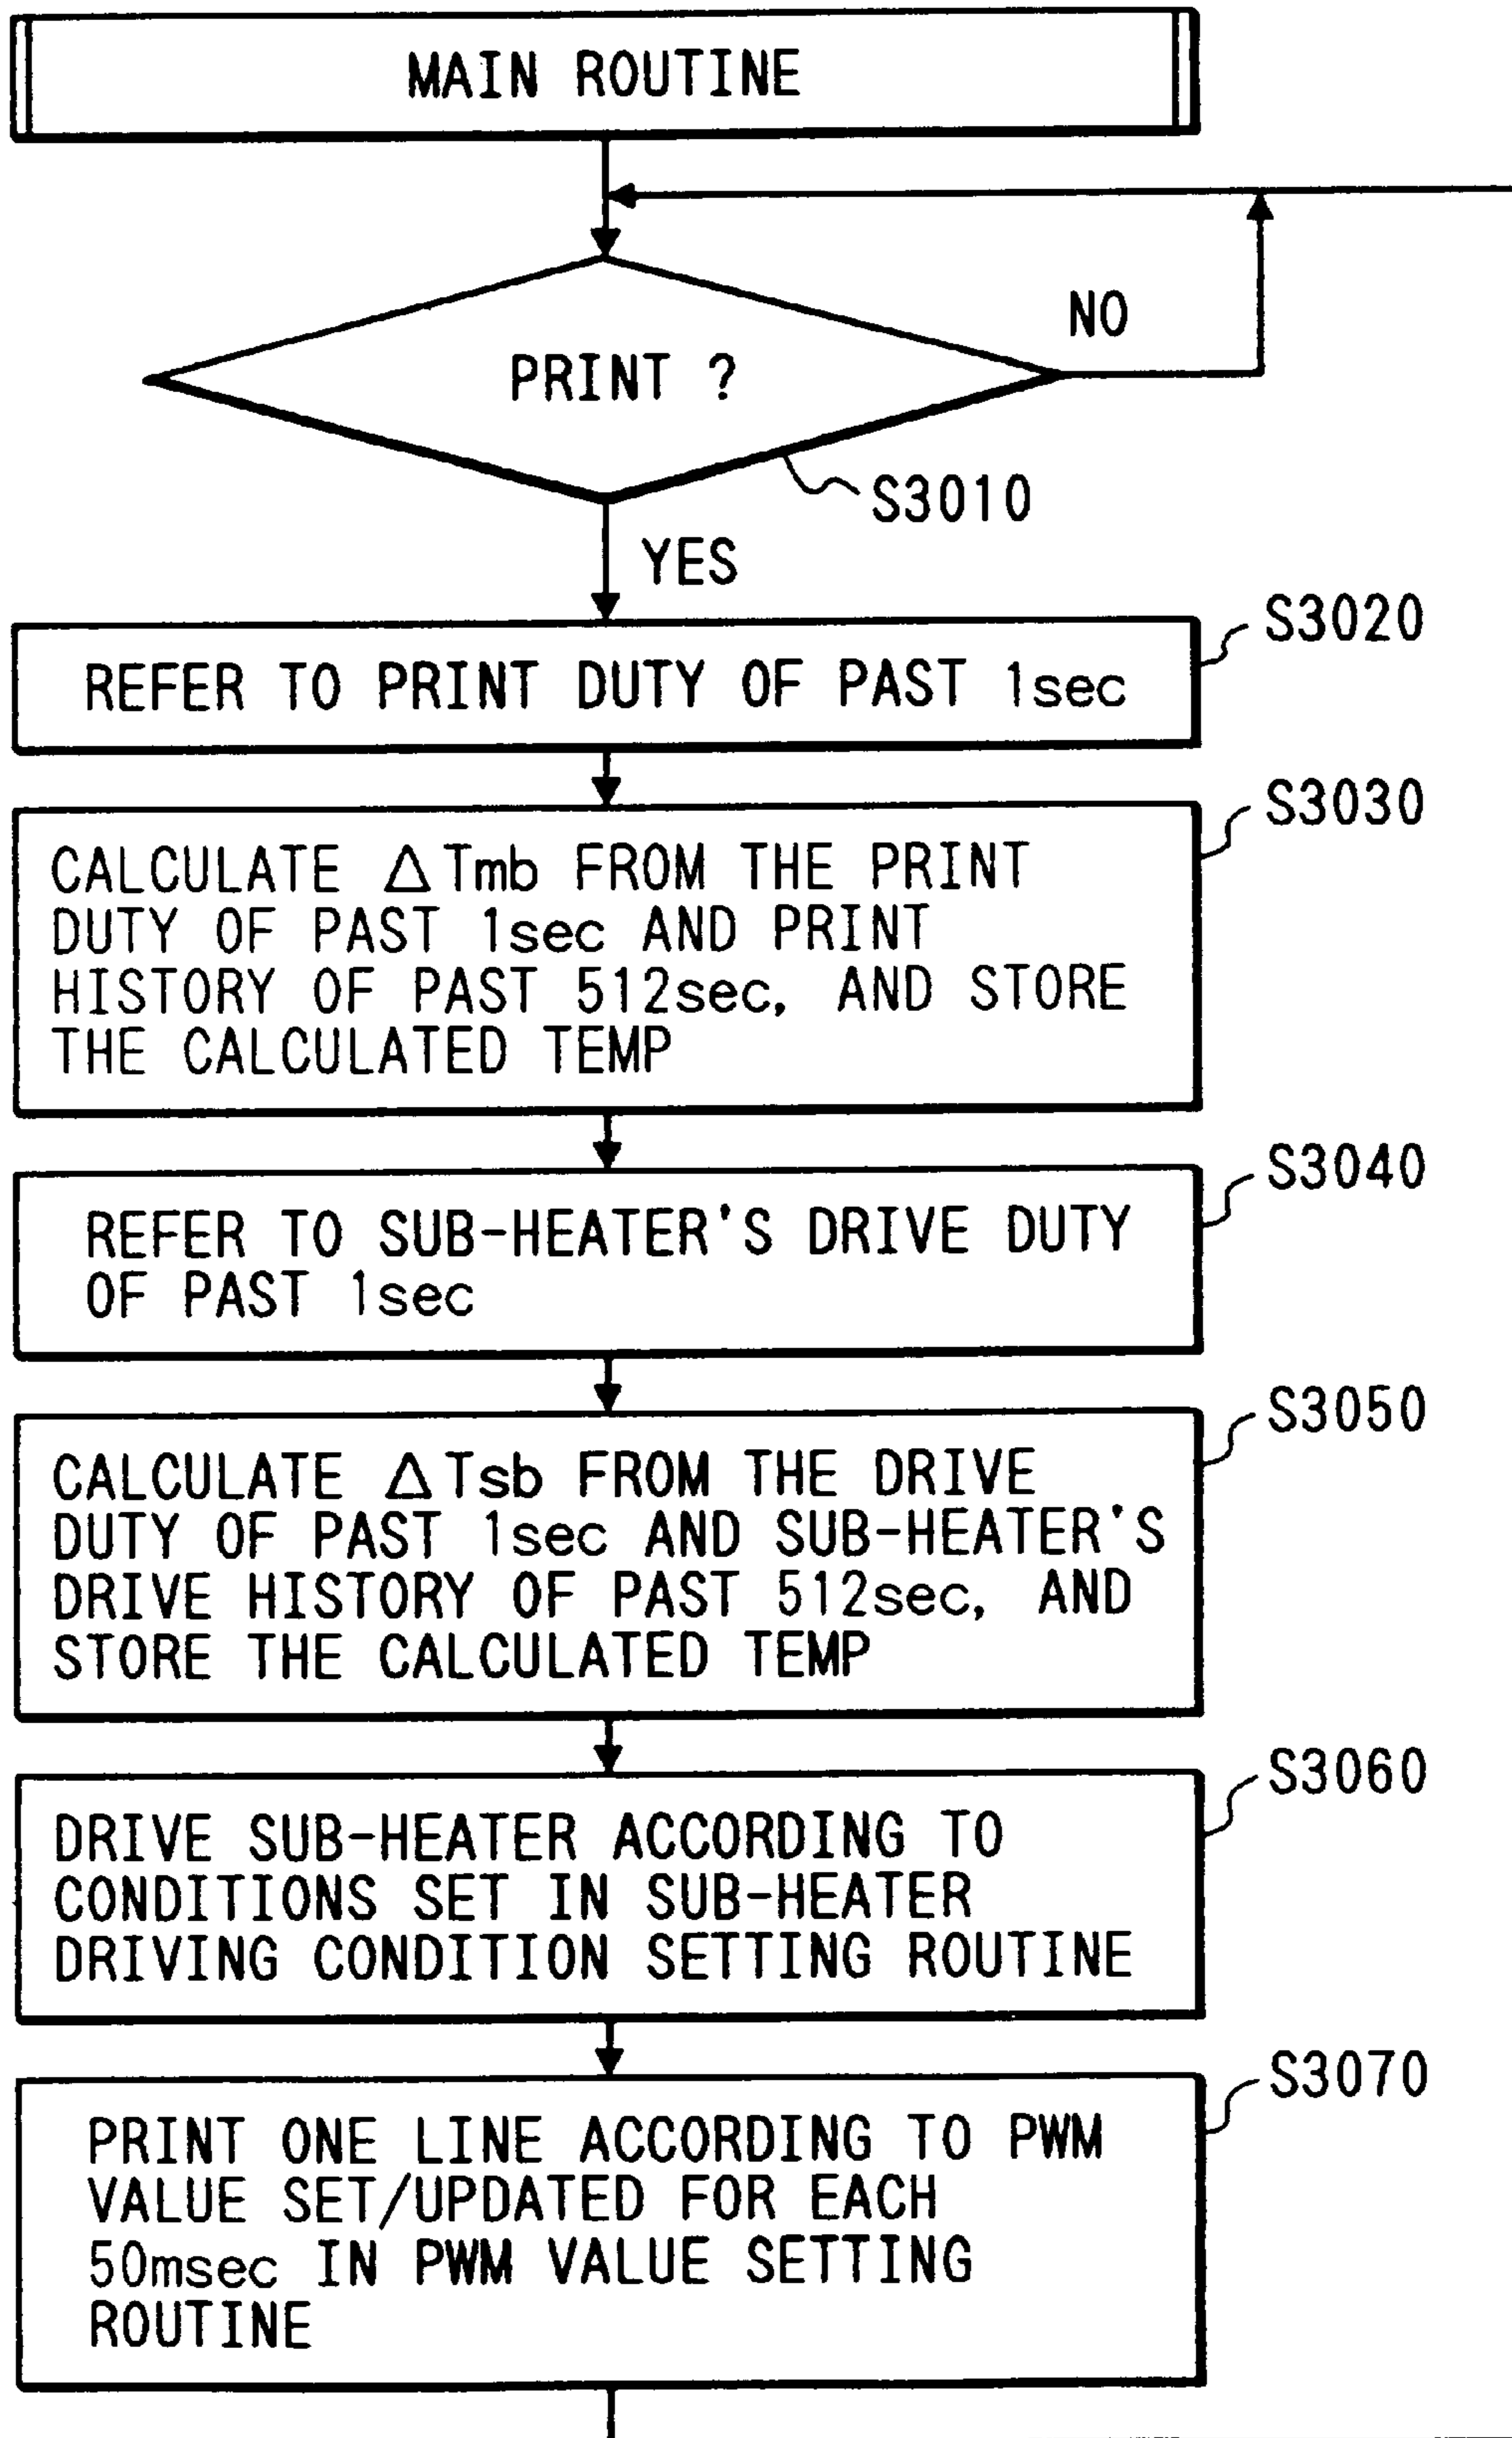 MAIN ROUTINE
PRINT ?
NO
S3010
YES
S3020
REFER TO PRINT DUTY OF PAST 1sec
S3030
CALCULATE △Tmb FROM THE PRINT
DUTY OF PAST 1sec AND PRINT
HISTORY OF PAST 512sec, AND STORE
THE CALCULATED TEMP
S3040
REFER TO SUB-HEATER'S DRIVE DUTY
OF PAST 1sec
S3050
CALCULATE △Tsb FROM THE DRIVE
DUTY OF PAST 1sec AND SUB-HEATER'S
DRIVE HISTORY OF PAST 512sec, AND
STORE THE CALCULATED TEMP
S3060
DRIVE SUB-HEATER ACCORDING TO
CONDITIONS SET IN SUB-HEATER
DRIVING CONDITION SETTING ROUTINE
S3070
PRINT ONE LINE ACCORDING TO PWM
VALUE SET/UPDATED FOR EACH
50msec IN PWM VALUE SETTING
ROUTINE